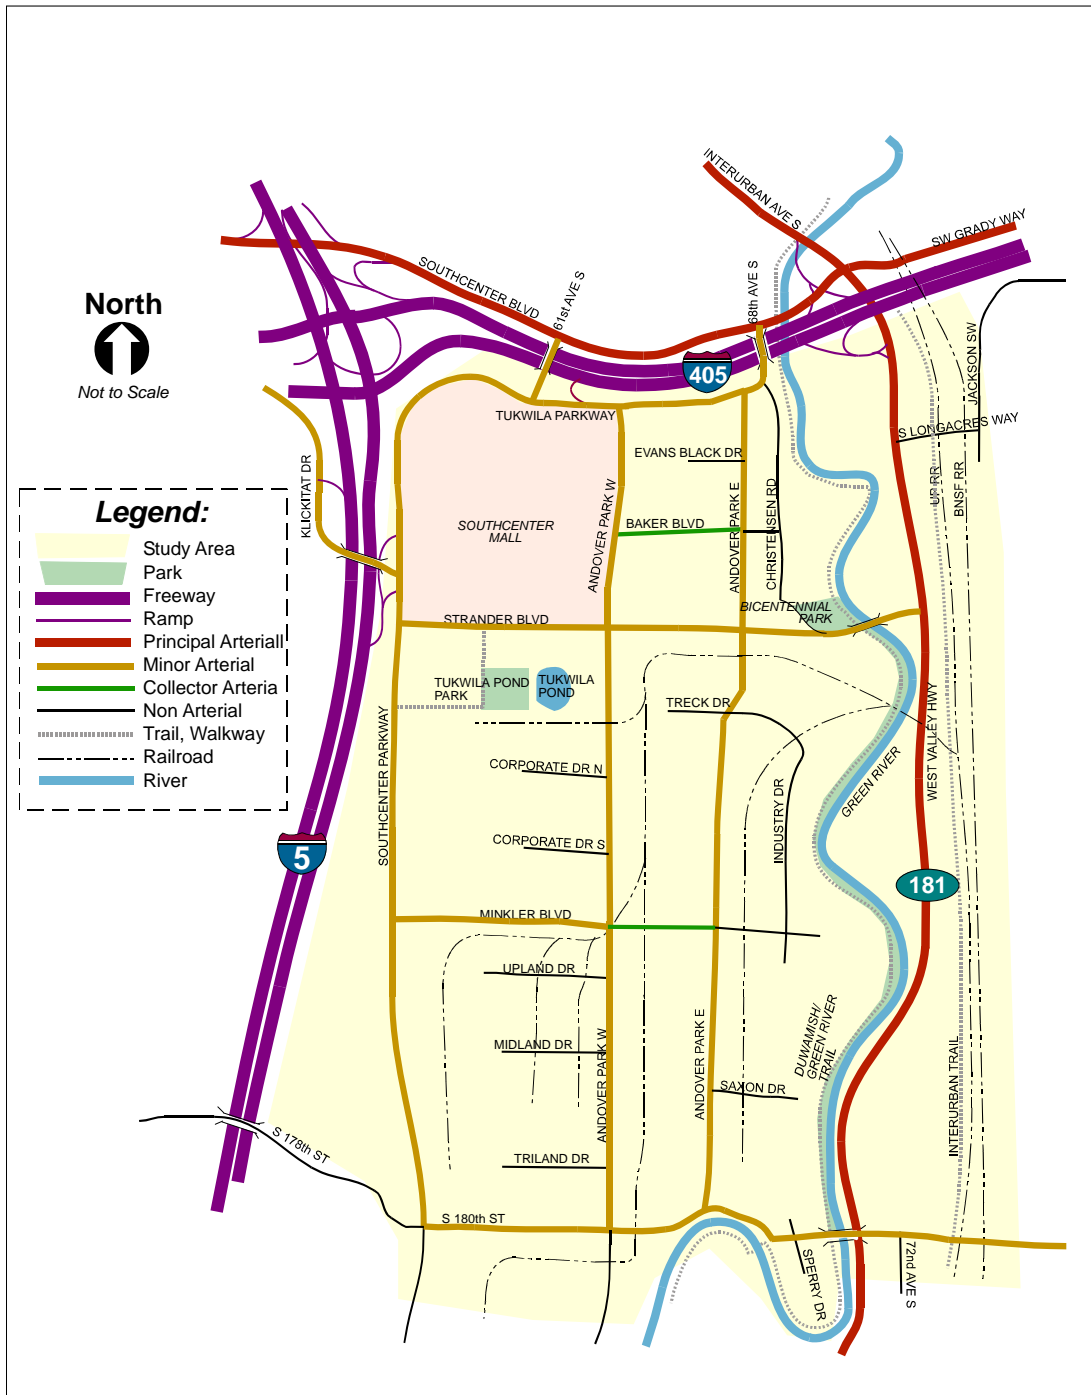 INTERURBAN AVE S
SW GRADY WAY
SOUTHCENTER BLVD
61st AVE S
68th AVE S
North
Not to Scale
405
JACKSON SW
TUKWILA PARKWAY
S LONGACRES WAY
EVANS BLACK DR
KLICKITAT DR
ANDOVER PARK W
ANDOVER PARK E
CHRISTENSEN RD
UP RR
BNSF RR
SOUTHCENTER
MALL
BAKER BLVD
BICENTENNIAL
PARK
STRANDER BLVD
Legend:
Study Area
Park
Freeway
Ramp
Principal Arteriall
Minor Arterial
Collector Arteria
Non Arterial
Trail, Walkway
Railroad
River
TUKWILA POND
PARK
TUKWILA
POND
TRECK DR
SOUTHCENTER PARKWAY
CORPORATE DR N
CORPORATE DR S
INDUSTRY DR
GREEN RIVER
WEST VALLEY HWY
5
181
MINKLER BLVD
UPLAND DR
MIDLAND DR
ANDOVER PARK W
ANDOVER PARK E
SAXON DR
DUWAMISH/
GREEN RIVER
TRAIL
INTERURBAN TRAIL
S 178th ST
TRILAND DR
S 180th ST
SPERRY DR
72nd AVE S